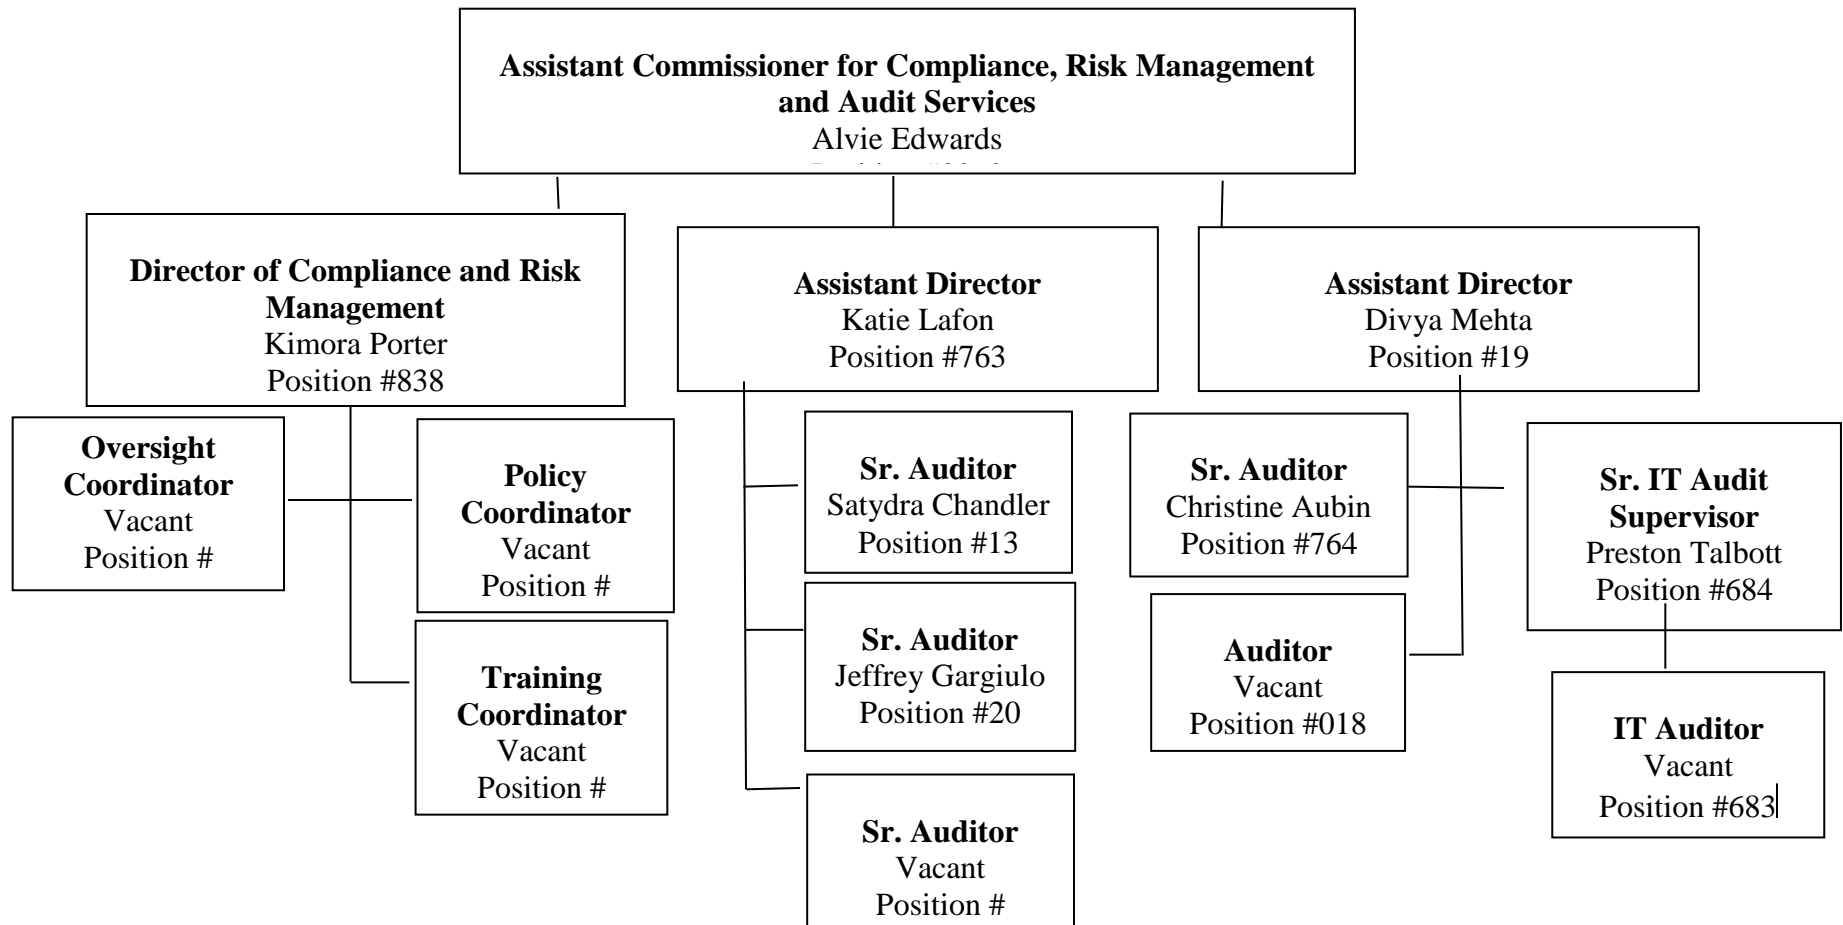 Assistant Commissioner for Compliance, Risk Management
and Audit Services
Alvie Edwards
Director of Compliance and Risk
Management
Kimora Porter
Position #838
Assistant Director
Katie Lafon
Position #763
Assistant Director
Divya Mehta
Position #19
Oversight
Coordinator
Vacant
Position #
Policy
Coordinator
Vacant
Position #
Training
Coordinator
Vacant
Position #
Sr. Auditor
Satydra Chandler
Position #13
Sr. Auditor
Jeffrey Gargiulo
Position #20
Sr. Auditor
Vacant
Position #
Sr. Auditor
Christine Aubin
Position #764
Auditor
Vacant
Position #018
Sr. IT Audit
Supervisor
Preston Talbott
Position #684
IT Auditor
Vacant
Position #683